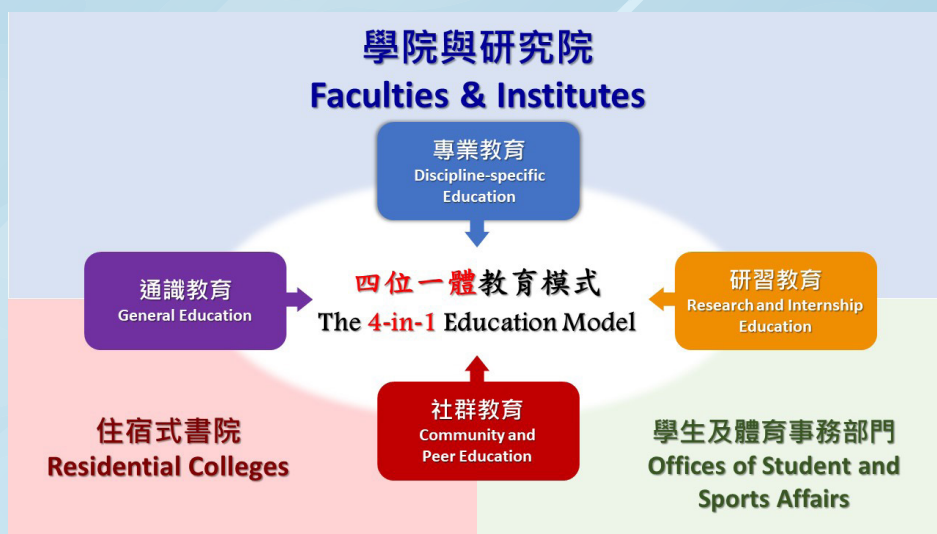 學院與研究院
Faculties & Institutes
專業教育
Discipline-specific
Education
通識教育
General Education
四位一體教育模式
The 4-in-1 Education Model
研習教育
Research and Internship
Education
社群教育
Community and
Peer Education
住宿式書院
Residential Colleges
學生及體育事務部門
Offices of Student and
Sports Affairs